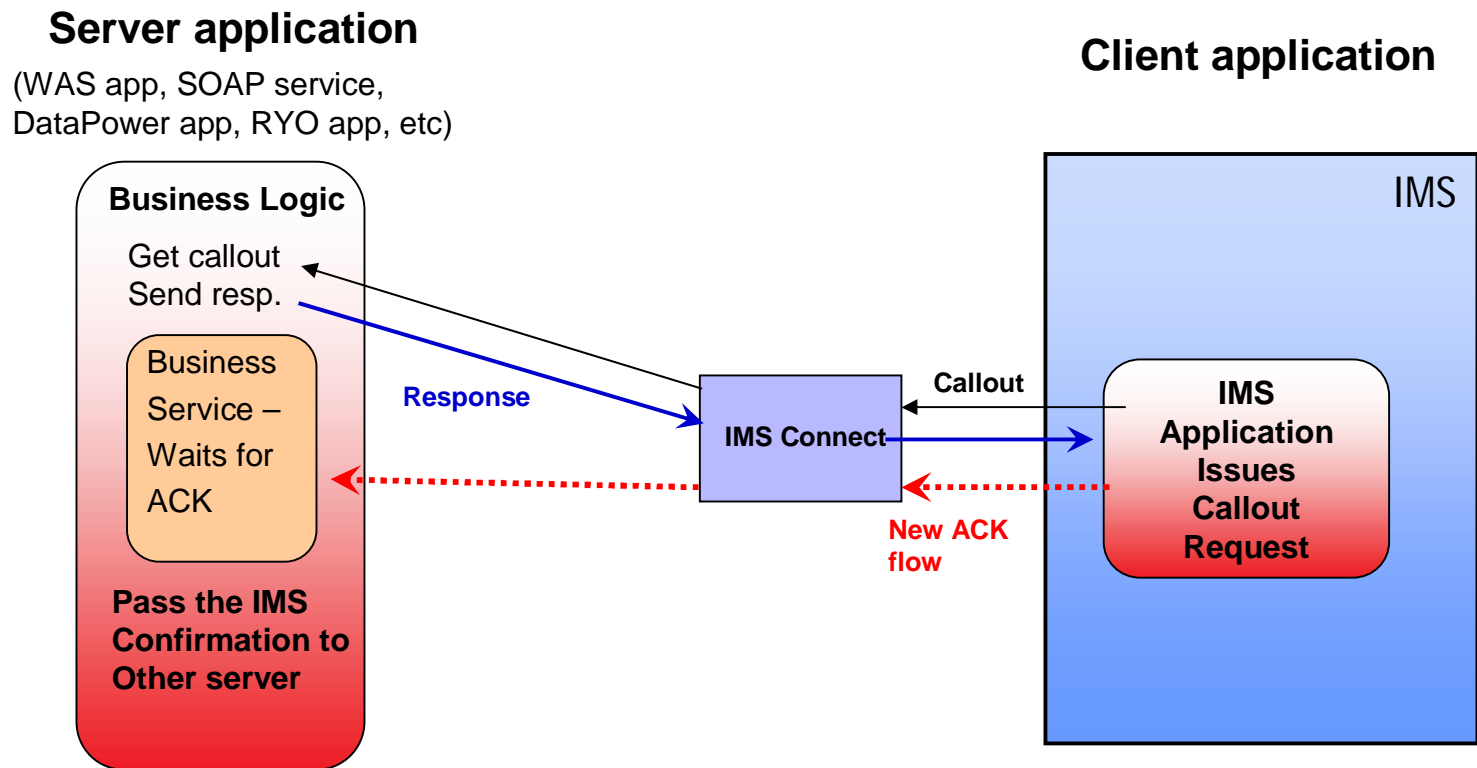 Server application
(WAS app, SOAP service,
DataPower app, RYO app, etc)
Client application
Business Logic
Get callout
Send resp.
Business
Service –
Waits for
ACK
Pass the IMS
Confirmation to
Other server
Response
IMS Connect
Callout
New ACK
flow
IMS
IMS
Application
Issues
Callout
Request